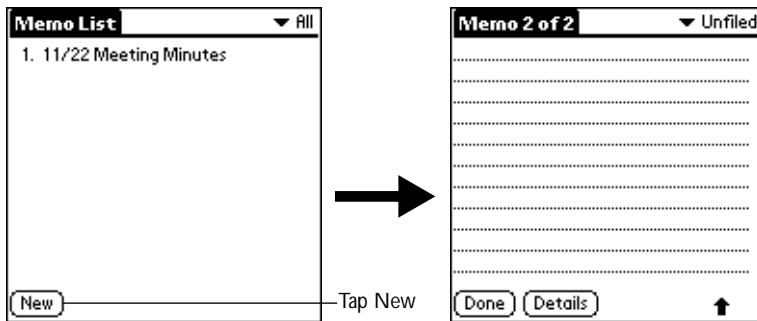 Memo List All
1. 11/22 Meeting Minutes
New
Tap New
Memo 2 of 2 Unfiled
Done Details